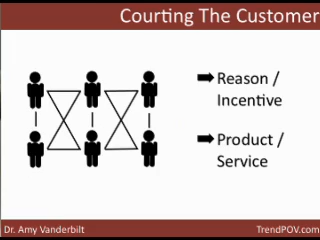 Courting The Customer
Reason /
Incentive
Product /
Service
Dr. Amy Vanderbilt
TrendPOV.com